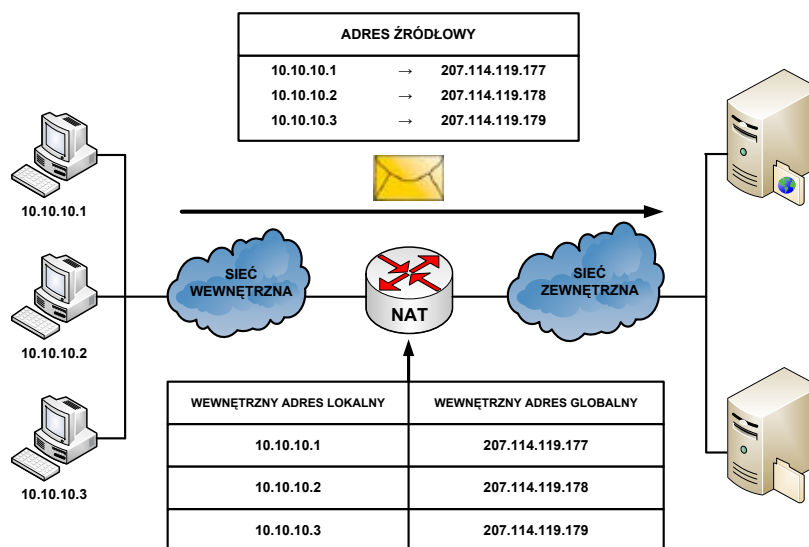 ADRES ŹRÓDŁOWY
10.10.10.1 → 207.114.119.177
10.10.10.2 → 207.114.119.178
10.10.10.3 → 207.114.119.179
10.10.10.1
SIEĆ
WEWNĘTRZNA
NAT
SIEĆ
ZEWNĘTRZNA
10.10.10.2
10.10.10.3
WEWNĘTRZNY ADRES LOKALNY WEWNĘTRZNY ADRES GLOBALNY
10.10.10.1 207.114.119.177
10.10.10.2 207.114.119.178
10.10.10.3 207.114.119.179